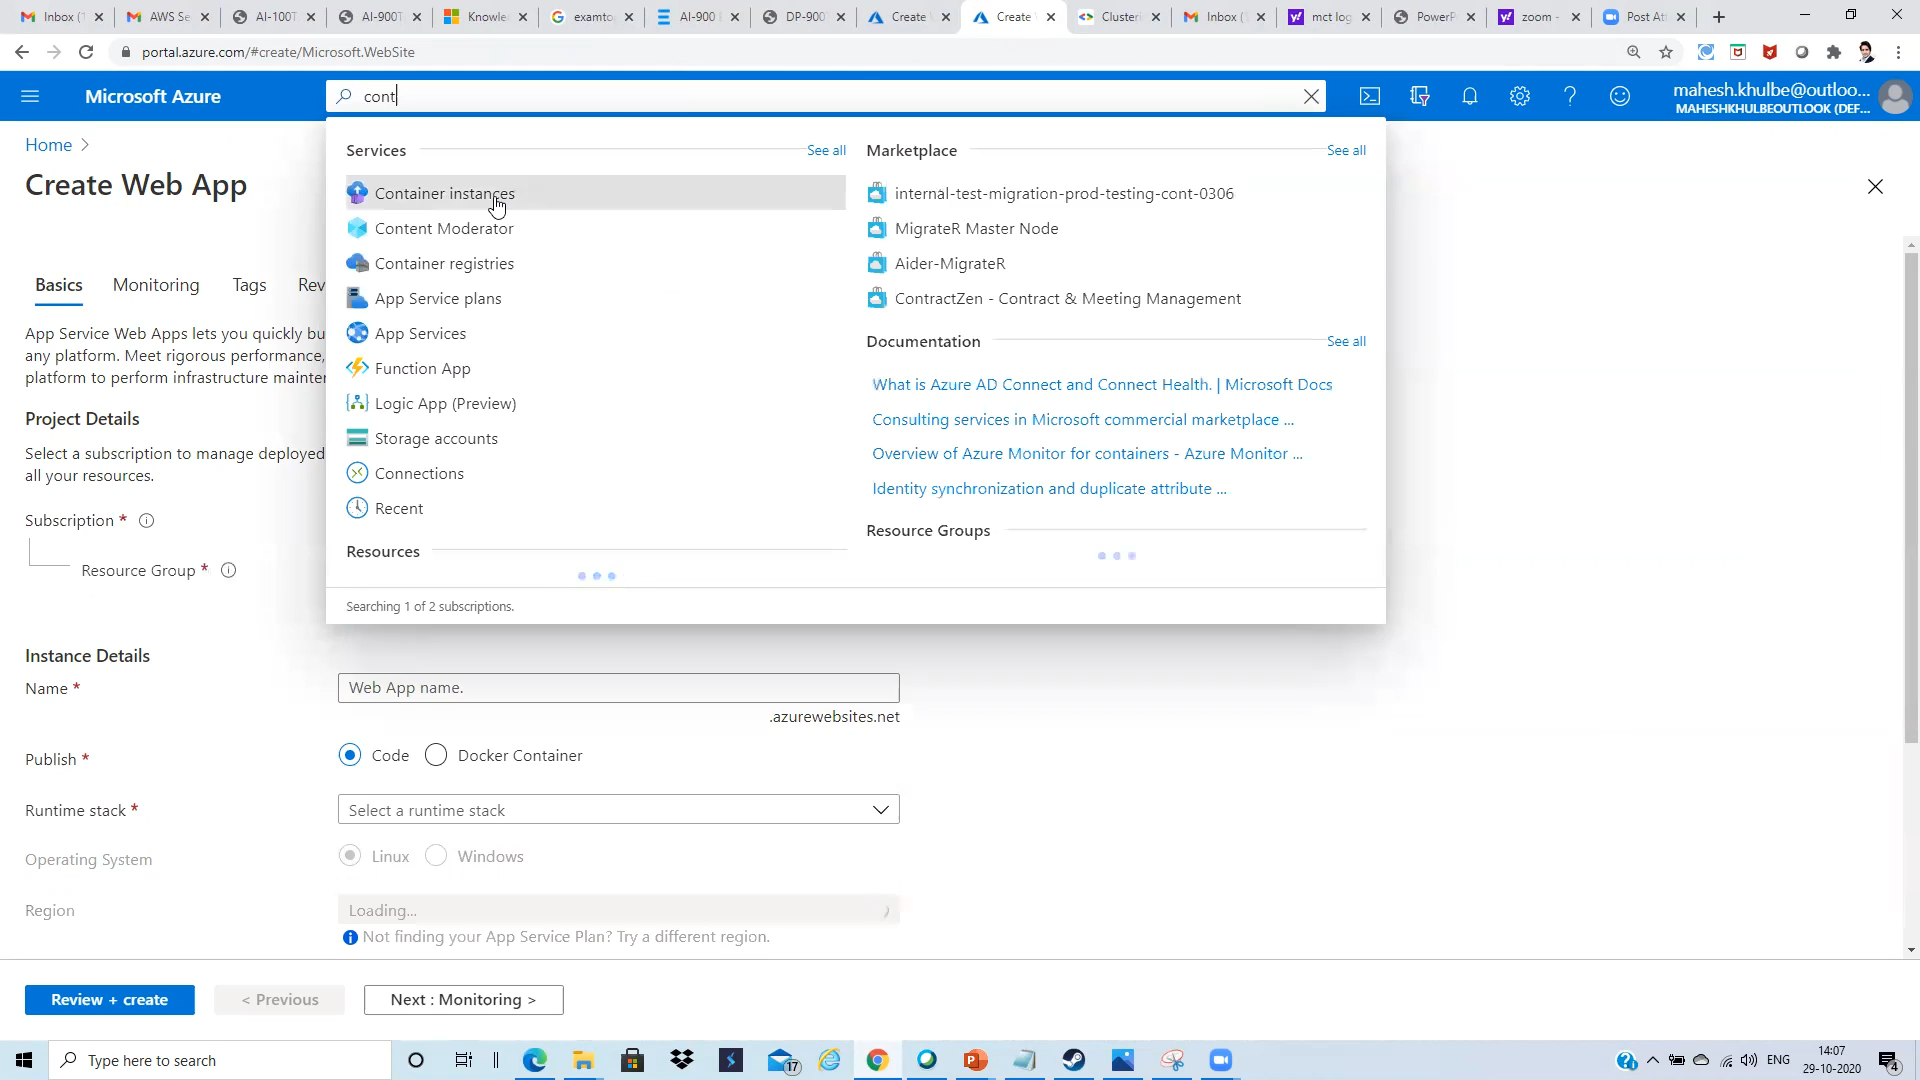 Inbox (1
AWS Se
AI-100T
AI-900T
Knowle
examto
AI-900
DP-900
Create
Create
Clusteri
Inbox (1
mct log
PowerP
zoom -
Post Att
portal.azure.com/#create/Microsoft.WebSite
Microsoft Azure
cont
mahesh.khulbe@outloo...
MAHESHKHULBEOUTLOOK (DEF...
Home
Create Web App
Basics Monitoring Tags Rev
App Service Web Apps lets you quickly bu
any platform. Meet rigorous performance,
platform to perform infrastructure mainter
Project Details
Select a subscription to manage deployed
all your resources.
Subscription *
Resource Group *
Services See all
Container instances
Content Moderator
Container registries
App Service plans
App Services
Function App
Logic App (Preview)
Storage accounts
Connections
Recent
Resources
Searching 1 of 2 subscriptions.
Marketplace See all
internal-test-migration-prod-testing-cont-0306
MigrateR Master Node
Aider-MigrateR
ContractZen - Contract & Meeting Management
Documentation See all
What is Azure AD Connect and Connect Health. | Microsoft Docs
Consulting services in Microsoft commercial marketplace ...
Overview of Azure Monitor for containers - Azure Monitor ...
Identity synchronization and duplicate attribute ...
Resource Groups
Instance Details
Name * Web App name.
.azurewebsites.net
Publish * Code Docker Container
Runtime stack * Select a runtime stack
Operating System Linux Windows
Region Loading...
Not finding your App Service Plan? Try a different region.
Review + create < Previous Next : Monitoring >
Type here to search
17
ENG
14:07
29-10-2020
4